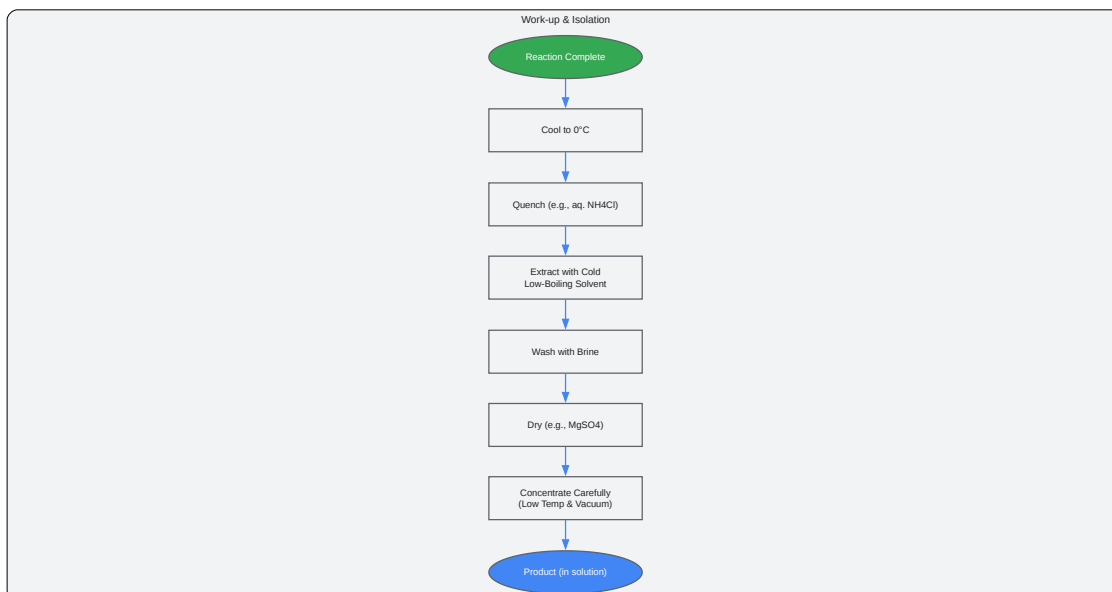 Work-up & Isolation
Reaction Complete
Cool to 0°C
Quench (e.g., aq. NH4Cl)
Extract with Cold
Low-Boiling Solvent
Wash with Brine
Dry (e.g., MgSO4)
Concentrate Carefully
(Low Temp & Vacuum)
Product (in solution)